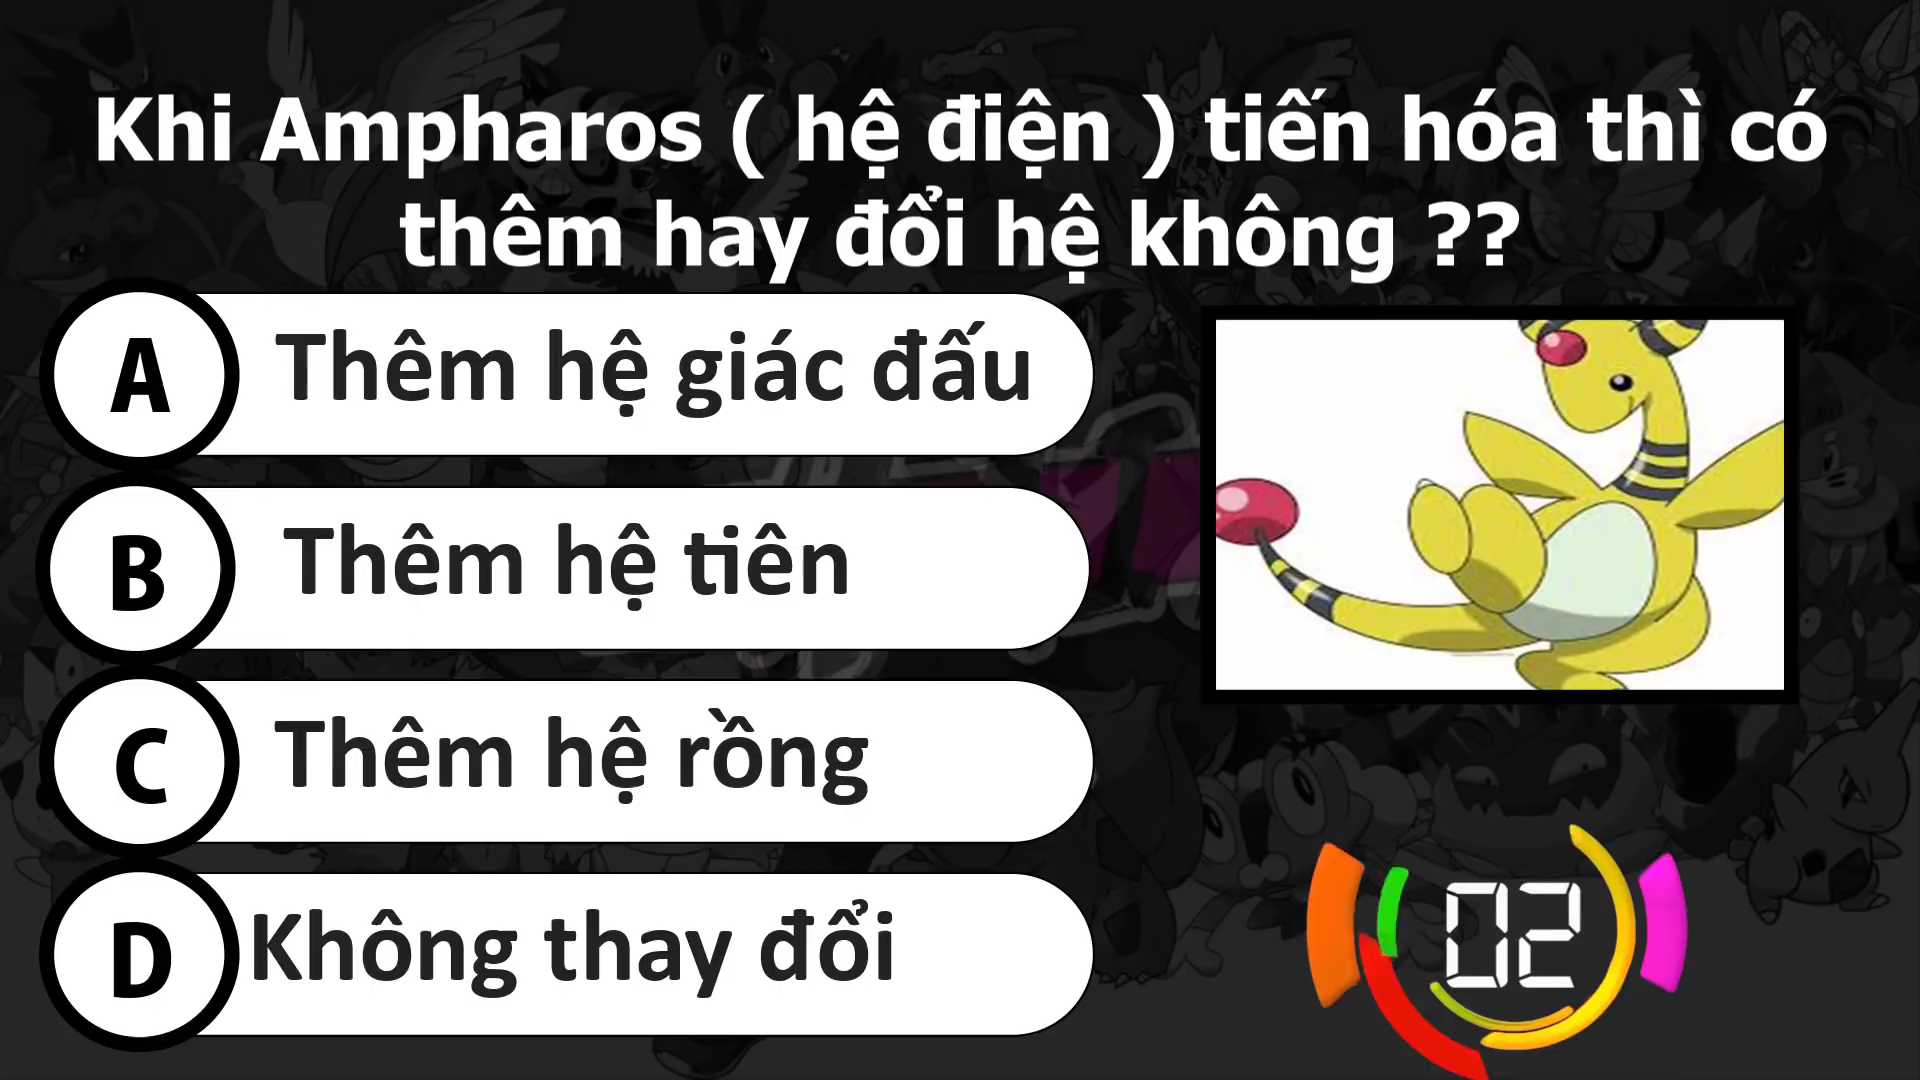 Khi Ampharos ( hệ điện ) tiến hóa thì có
thêm hay đổi hệ không ??
A Thêm hệ giác đấu
B Thêm hệ tiên
C Thêm hệ rồng
D Không thay đổi
02